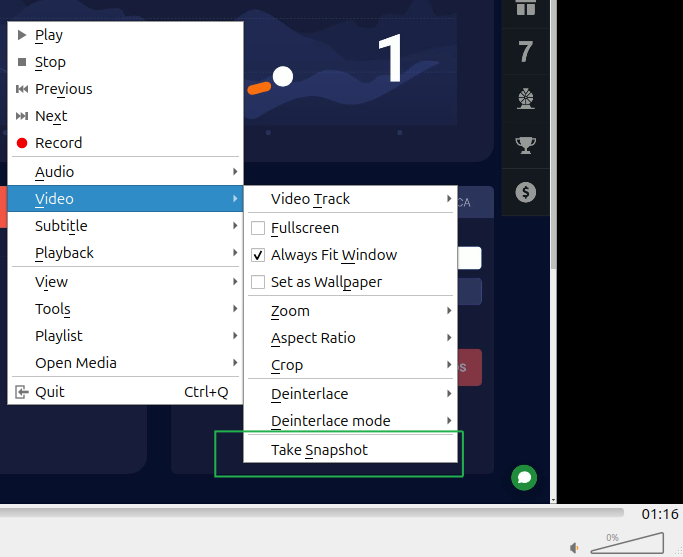 Play
Stop
Previous
Next
Record
Audio
Video
Subtitle
Playback
View
Tools
Playlist
Open Media
Quit Ctrl+Q
Video Track
Fullscreen
Always Fit Window
Set as Wallpaper
Zoom
Aspect Ratio
Crop
Deinterlace
Deinterlace mode
Take Snapshot
1
7
$
CA
01:16
0%